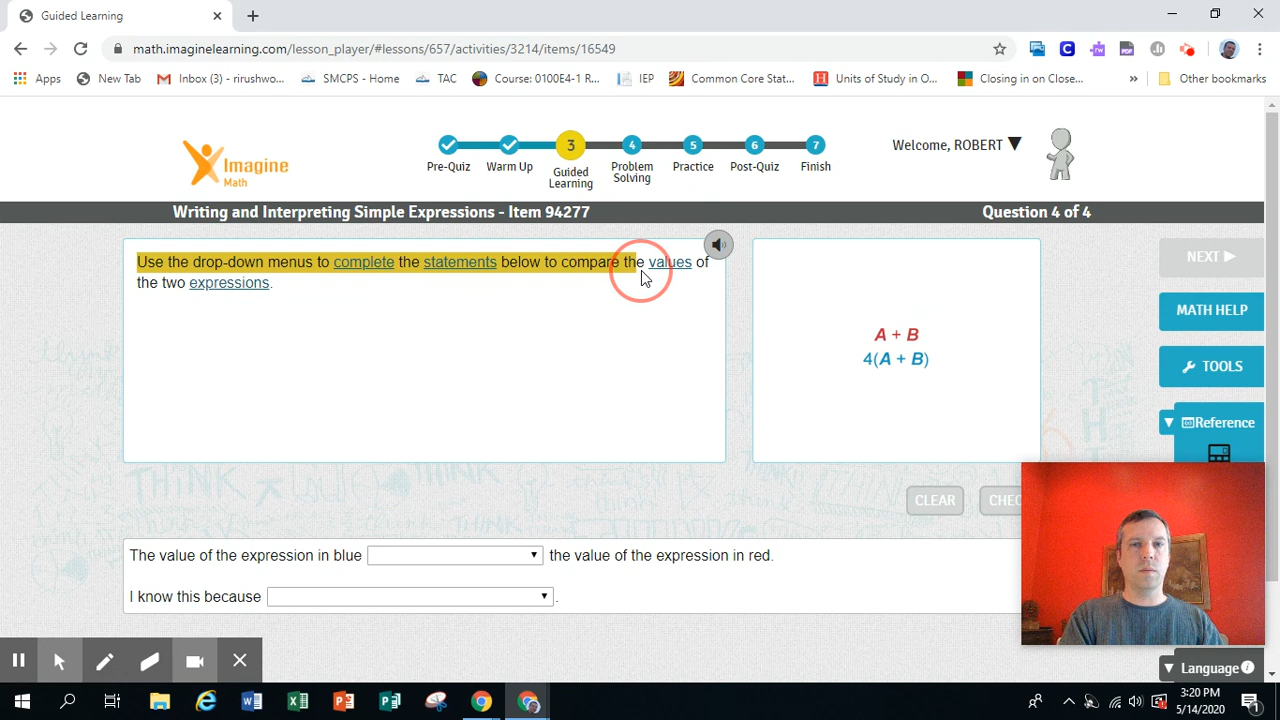 Guided Learning
math.imaginelearning.com/lesson_player/#lessons/657/activities/3214/items/16549
Apps New Tab Inbox (3) - rirushwo... SMCPS - Home TAC Course: 0100E4-1 R... IEP Common Core Stat... Units of Study in O... Closing in on Close... » Other bookmarks
Imagine
Math
3 4 5 6 7
Pre-Quiz Warm Up Guided Learning Problem Solving Practice Post-Quiz Finish
Welcome, ROBERT
Writing and Interpreting Simple Expressions - Item 94277 Question 4 of 4
Use the drop-down menus to complete the statements below to compare the values of
the two expressions.
A + B
4(A + B)
NEXT
MATH HELP
TOOLS
Reference
CLEAR CHEC
The value of the expression in blue the value of the expression in red.
I know this because .
Language
3:20 PM
5/14/2020